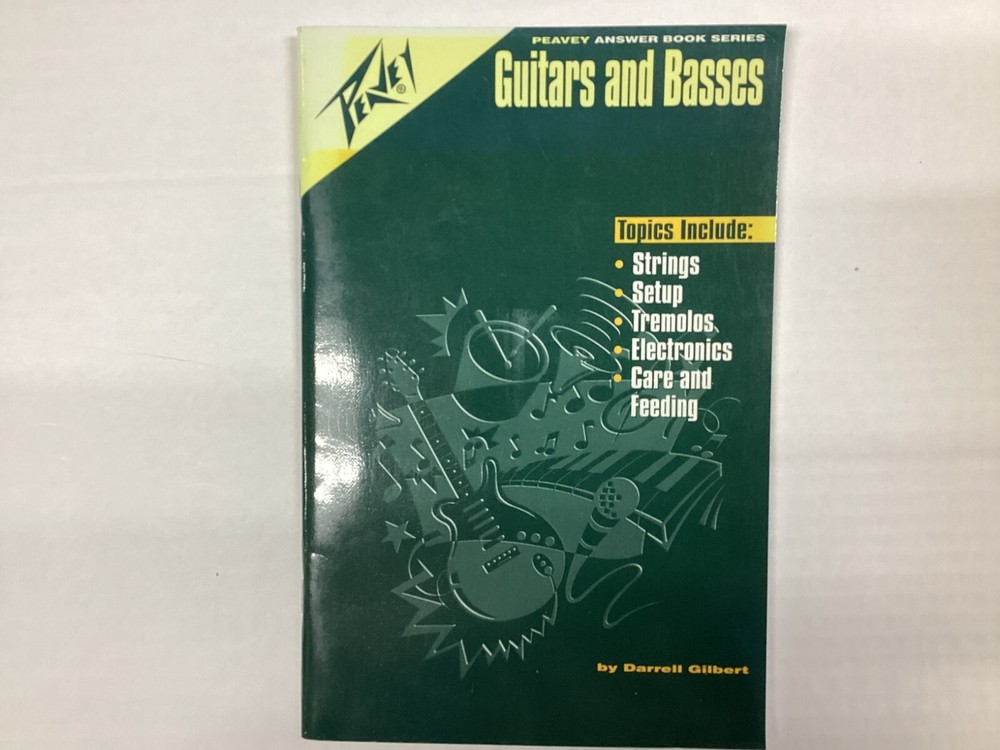 PEAVEY ANSWER BOOK SERIES
Guitars and Basses
PEAVEY®
Topics Include:
• Strings
• Setup
• Tremolos
• Electronics
• Care and
Feeding
by Darrell Gilbert